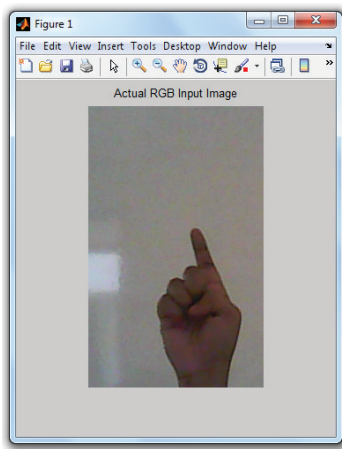 Figure 1
File Edit View Insert Tools Desktop Window Help
Actual RGB Input Image